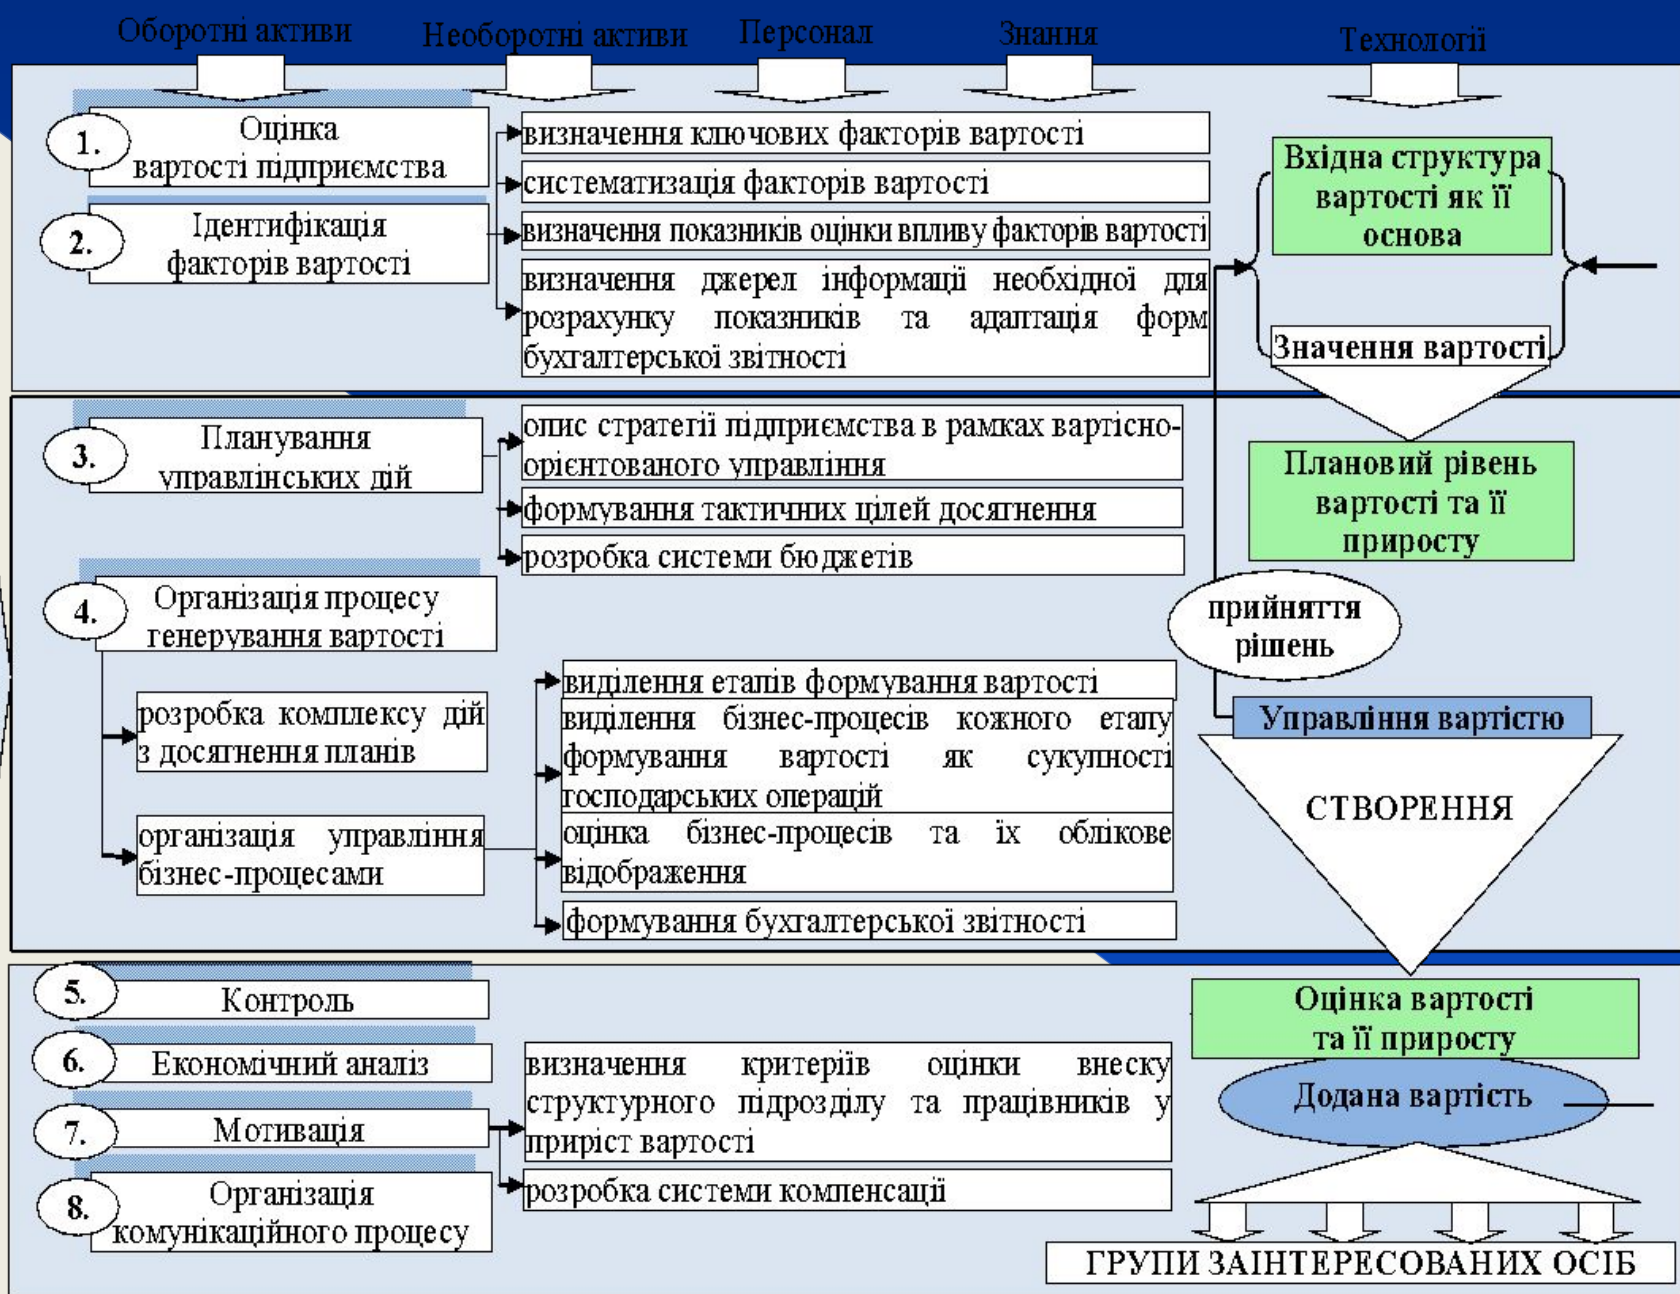 Оборотні активи
Необоротні активи
Персонал
Знання
Технології
1.
Оцінка
вартості підприємства
2.
Ідентифікація
факторів вартості
визначення ключових факторів вартості
систематизація факторів вартості
визначення показників оцінки впливу факторів вартості
визначення джерел інформації необхідної для
розрахунку показників та адаптація форм
бухгалтерської звітності
Вхідна структура
вартості як її
основа
Значення вартості
3.
Планування
управлінських дій
опис стратегії підприємства в рамках вартісно-
орієнтованого управління
формування тактичних цілей досягнення
розробка системи бюджетів
Плановий рівень
вартості та її
приросту
4.
Організація процесу
генерування вартості
прийняття
рішень
розробка комплексу дій
з досягнення планів
організація управління
бізнес-процесами
виділення етапів формування вартості
виділення бізнес-процесів кожного етапу
формування вартості як сукупності
господарських операцій
оцінка бізнес-процесів та їх облікове
відображення
формування бухгалтерської звітності
Управління вартістю
СТВОРЕННЯ
5.
Контроль
6.
Економічний аналіз
7.
Мотивація
8.
Організація
комунікаційного процесу
визначення критеріїв оцінки внеску
структурного підрозділу та працівників у
приріст вартості
розробка системи компенсації
Оцінка вартості
та її приросту
Додана вартість
ГРУПИ ЗАІНТЕРЕСОВАНИХ ОСІБ